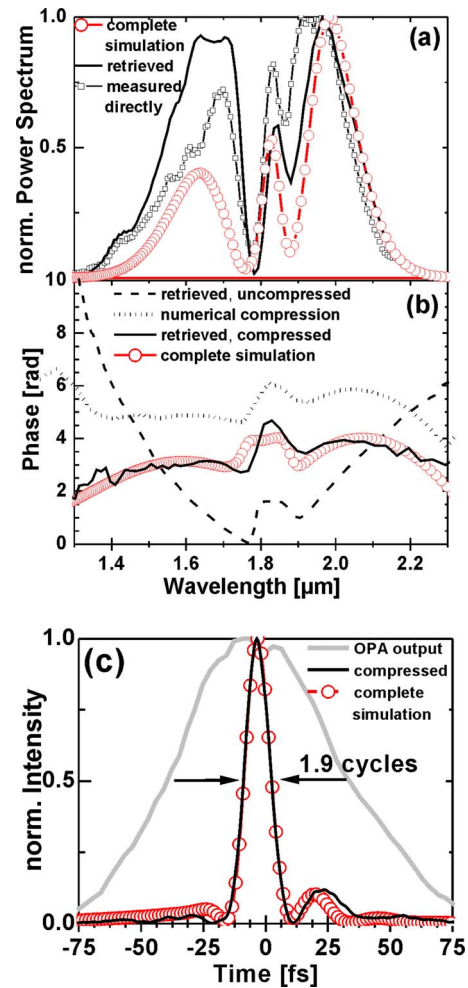 1.0
complete
simulation
(a)
retrieved
measured
directly
norm. Power Spectrum
0.5
10
retrieved, uncompressed
(b)
numerical compression
retrieved, compressed
complete simulation
Phase [rad]
8
6
4
2
0
1.4 1.6 1.8 2.0 2.2
Wavelength [µm]
1.0
(c)
OPA output
compressed
complete
simulation
norm. Intensity
0.5
1.9 cycles
0.0
-75 -50 -25 0 25 50 75
Time [fs]